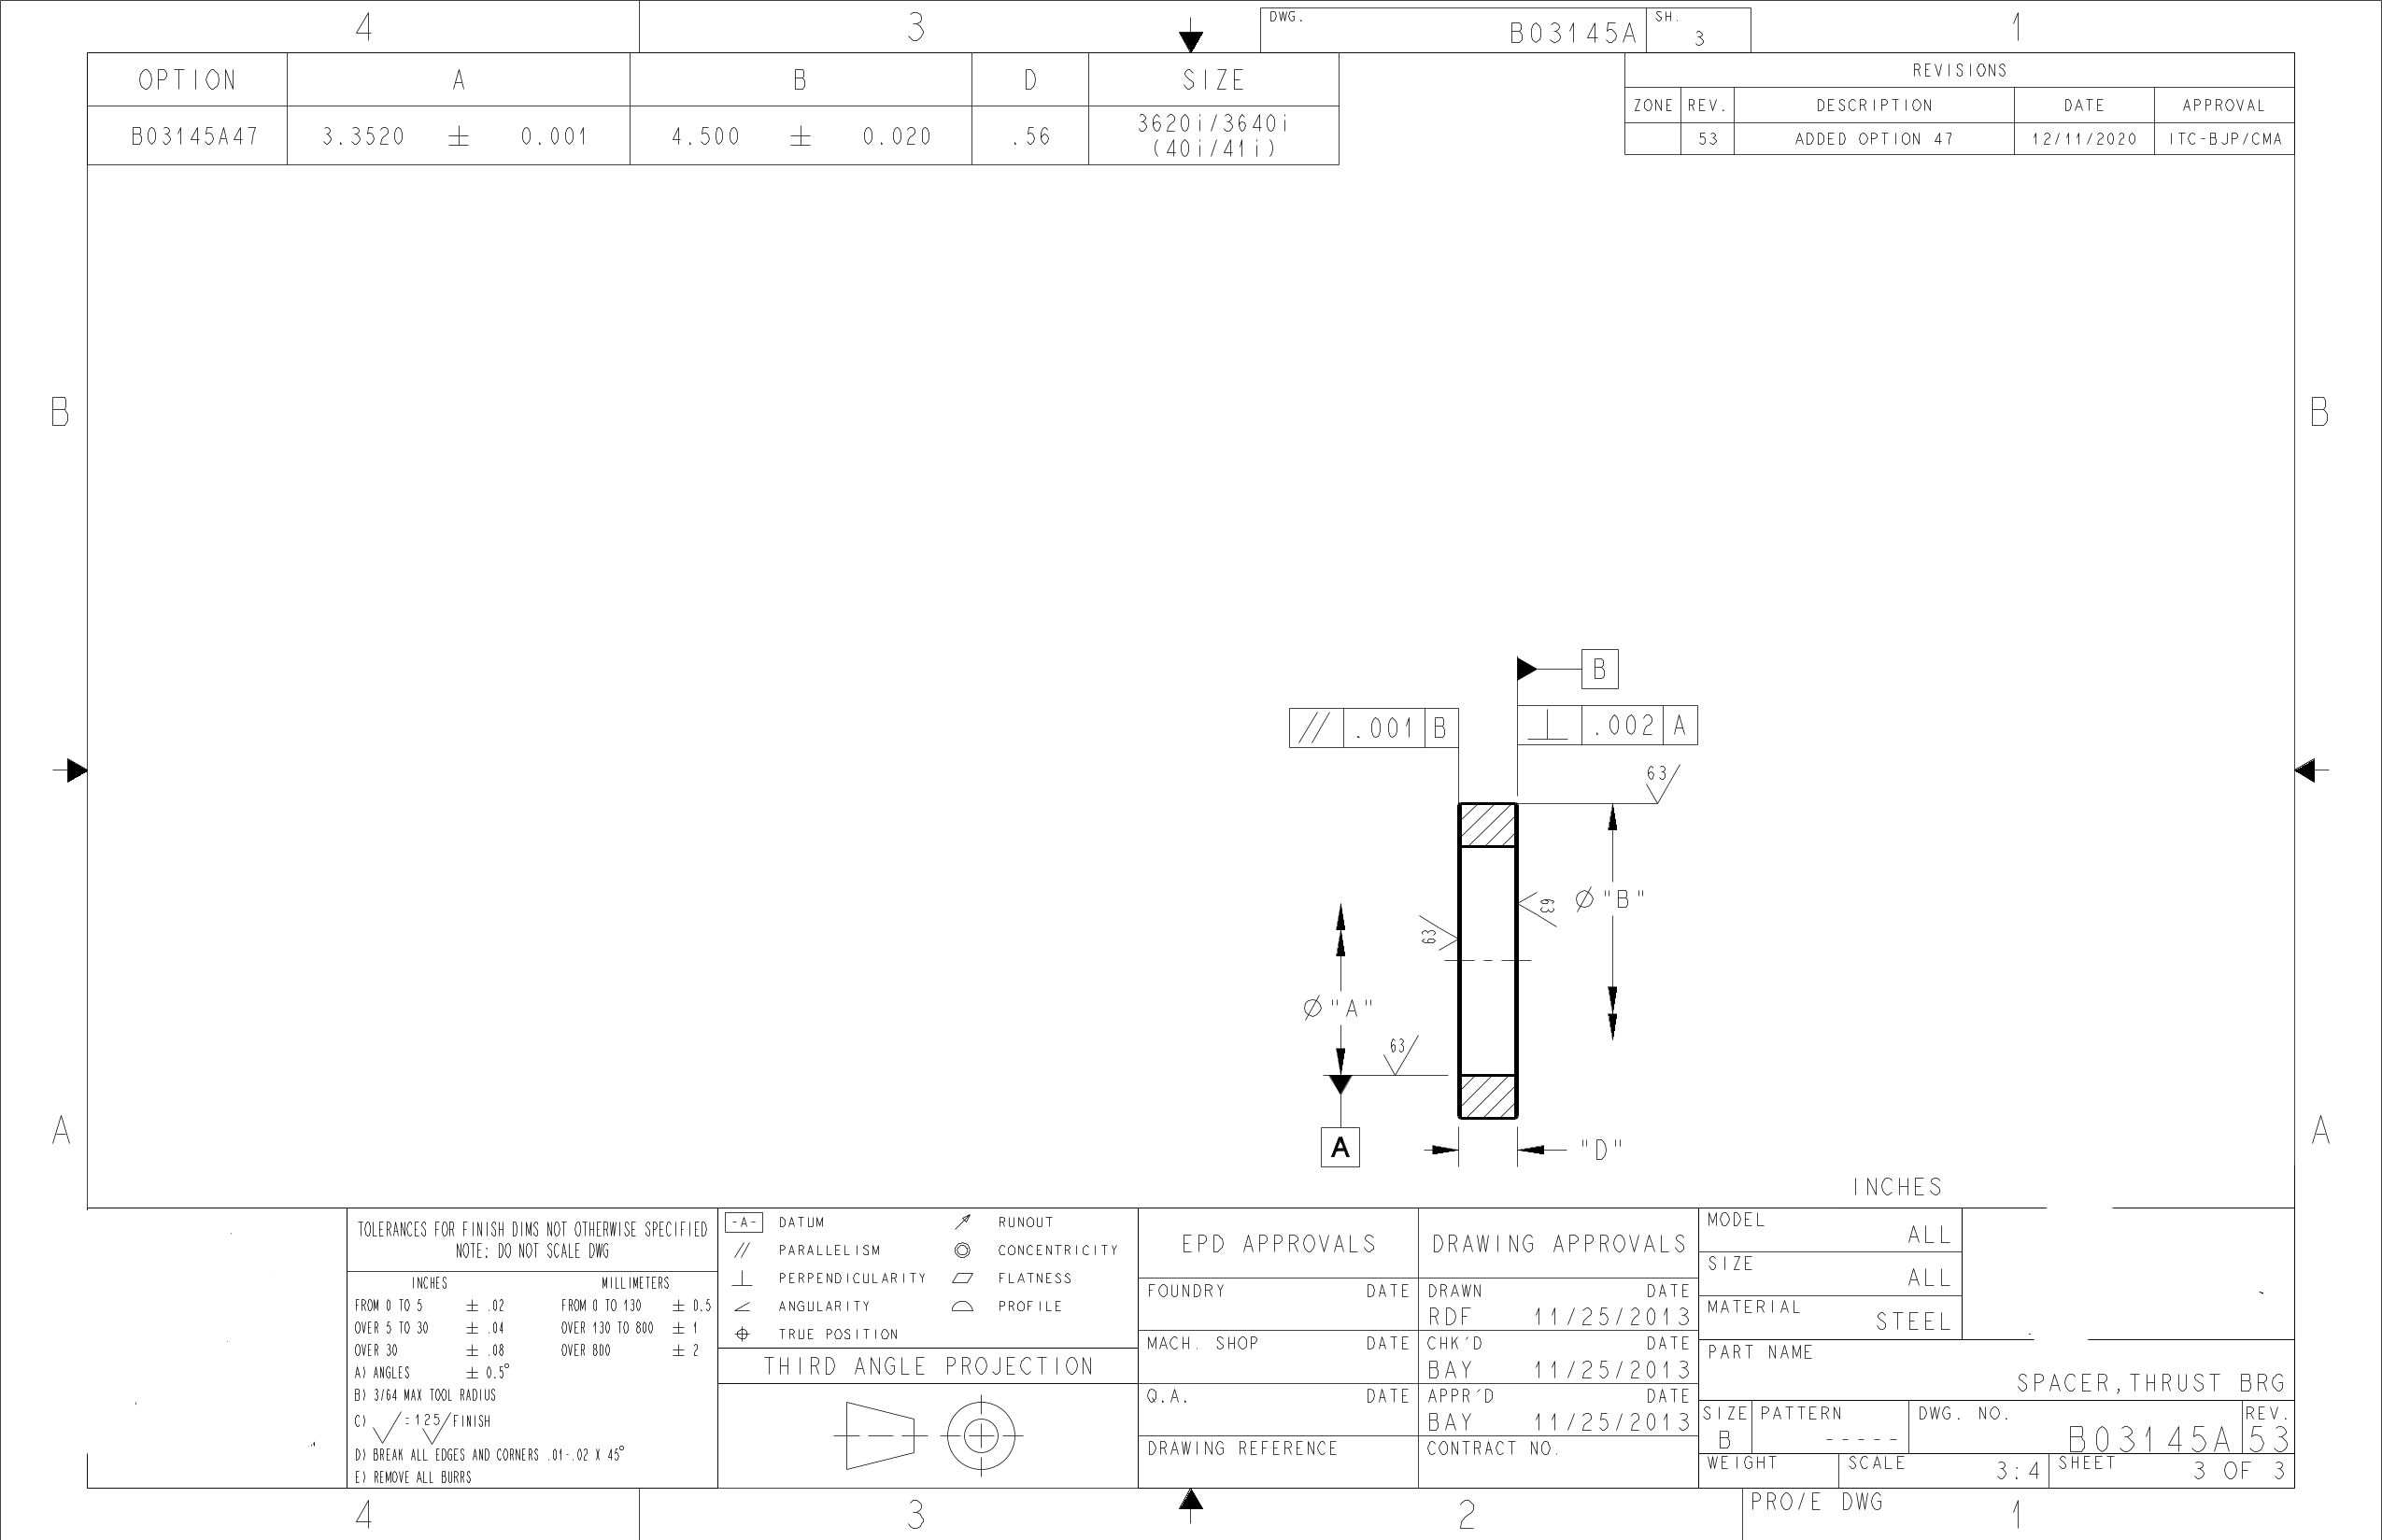 4 3 1
DWG. B03145A SH. 3
OPTION A B D SIZE
B03145A47 3.3520 ± 0.001 4.500 ± 0.020 .56 3620i/3640i
(40i/41i)
REVISIONS
ZONE REV. DESCRIPTION DATE APPROVAL
53 ADDED OPTION 47 12/11/2020 ITC-BJP/CMA
B B
B
// .001 B
⊥ .002 A
63
Ø "B"
63
63
Ø "A"
63
A A
A
"D"
INCHES
TOLERANCES FOR FINISH DIMS NOT OTHERWISE SPECIFIED
NOTE: DO NOT SCALE DWG
INCHES MILLIMETERS
FROM 0 TO 5 ± .02 FROM 0 TO 130 ± 0.5
OVER 5 TO 30 ± .04 OVER 130 TO 800 ± 1
OVER 30 ± .08 OVER 800 ± 2
A) ANGLES ± 0.5°
B) 3/64 MAX TOOL RADIUS
C) √ = 125√ FINISH
D) BREAK ALL EDGES AND CORNERS .01-.02 X 45°
E) REMOVE ALL BURRS
-A- DATUM RUNOUT
// PARALLELISM CONCENTRICITY
⊥ PERPENDICULARITY FLATNESS
ANGULARITY PROFILE
TRUE POSITION
THIRD ANGLE PROJECTION
EPD APPROVALS
FOUNDRY DATE
MACH. SHOP DATE
Q.A. DATE
DRAWING REFERENCE
DRAWING APPROVALS
DRAWN DATE
RDF 11/25/2013
CHK'D DATE
BAY 11/25/2013
APPR'D DATE
BAY 11/25/2013
CONTRACT NO.
MODEL ALL
SIZE ALL
MATERIAL STEEL
PART NAME
SPACER,THRUST BRG
SIZE B PATTERN ----- DWG. NO. B03145A REV. 53
WEIGHT SCALE 3:4 SHEET 3 OF 3
PRO/E DWG
4 3 2 1